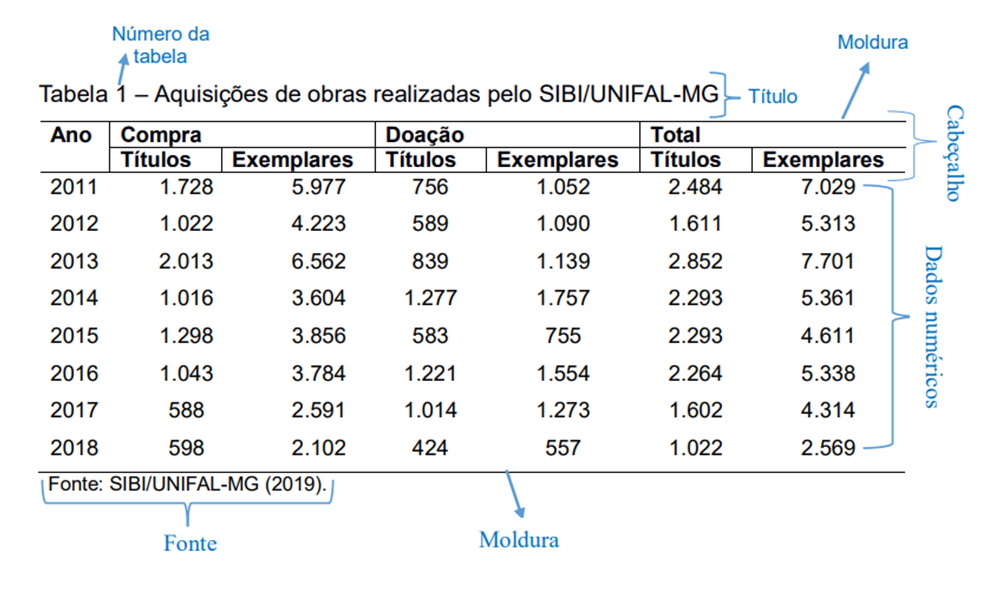 Número da
tabela
Moldura
Tabela 1 – Aquisições de obras realizadas pelo SIBI/UNIFAL-MG
Título
Ano Compra Doação Total
Títulos Exemplares Títulos Exemplares Títulos Exemplares
Cabeçalho
2011 1.728 5.977 756 1.052 2.484 7.029
2012 1.022 4.223 589 1.090 1.611 5.313
2013 2.013 6.562 839 1.139 2.852 7.701
2014 1.016 3.604 1.277 1.757 2.293 5.361
2015 1.298 3.856 583 755 2.293 4.611
2016 1.043 3.784 1.221 1.554 2.264 5.338
2017 588 2.591 1.014 1.273 1.602 4.314
2018 598 2.102 424 557 1.022 2.569
Dados numéricos
Fonte: SIBI/UNIFAL-MG (2019).
Fonte
Moldura